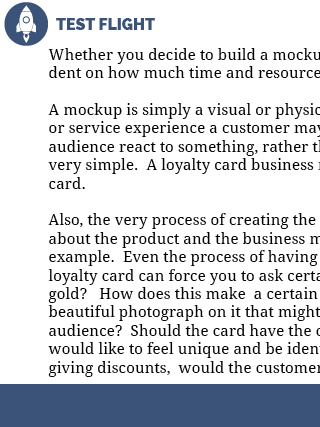 TEST FLIGHT
Whether you decide to build a mocku
dent on how much time and resource
A mockup is simply a visual or physic
or service experience a customer may
audience react to something, rather t
very simple.  A loyalty card business
card.
Also, the very process of creating the
about the product and the business m
example.  Even the process of having
loyalty card can force you to ask certa
gold?   How does this make  a certain
beautiful photograph on it that might
audience?  Should the card have the c
would like to feel unique and be iden
giving discounts,  would the customer